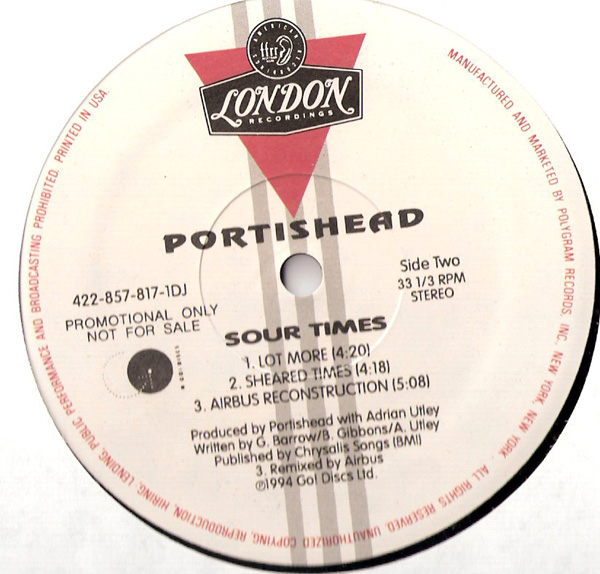 AMERICAN
ffrr
RECORDINGS
LONDON
RECORDINGS
PORTISHEAD
422-857-817-1DJ
PROMOTIONAL ONLY
NOT FOR SALE
Side Two
33 1/3 RPM
STEREO
SOUR TIMES
1. LOT MORE (4:20)
2. SHEARED TIMES (4:18)
3. AIRBUS RECONSTRUCTION (5:08)
Produced by Portishead with Adrian Utley
Written by G. Barrow/B. Gibbons/A. Utley
Published by Chrysalis Songs (BMI)
3. Remixed by Airbus
℗1994 Go! Discs Ltd.
MANUFACTURED AND MARKETED BY POLYGRAM RECORDS, INC. NEW YORK, NEW YORK · ALL RIGHTS RESERVED. UNAUTHORIZED COPYING, REPRODUCTION, HIRING, LENDING, PUBLIC PERFORMANCE AND BROADCASTING PROHIBITED. PRINTED IN USA.